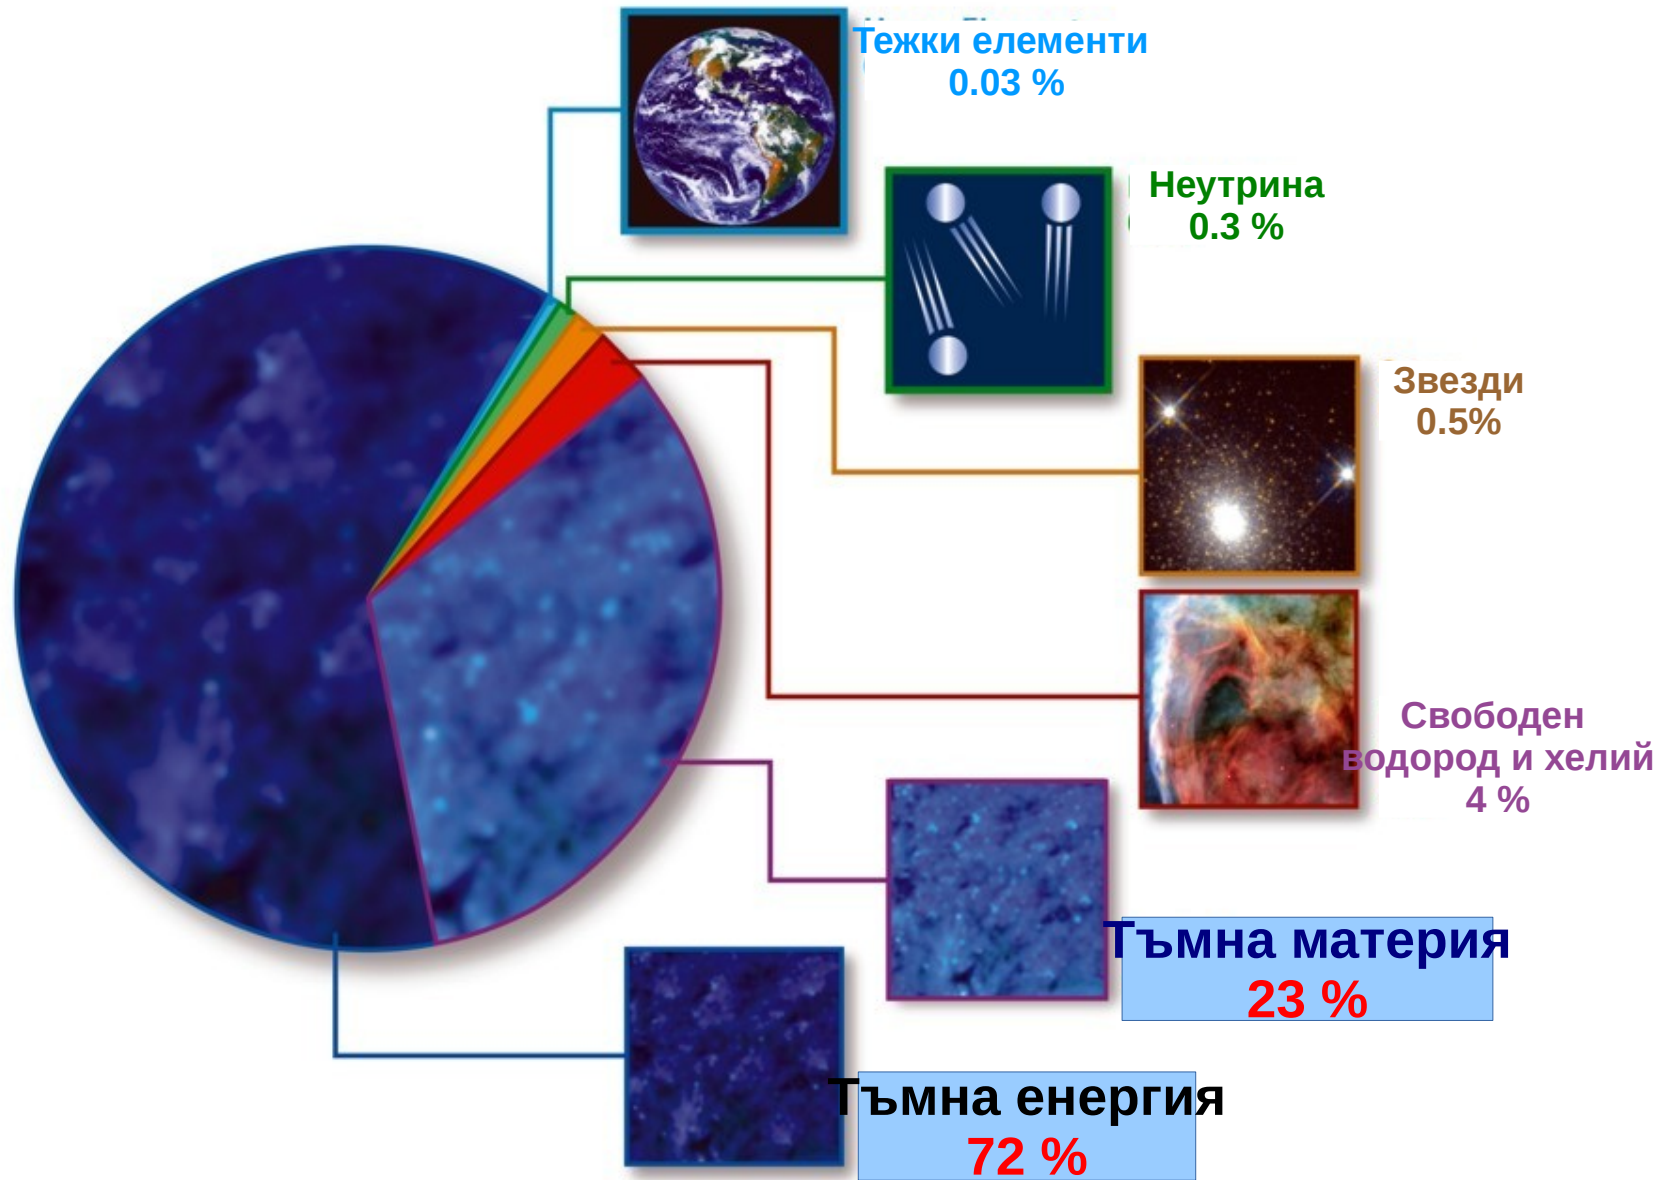 Тежки елементи
0.03 %
Неутрина
0.3 %
Звезди
0.5%
Свободен
водород и хелий
4 %
Тъмна материя
23 %
Тъмна енергия
72 %